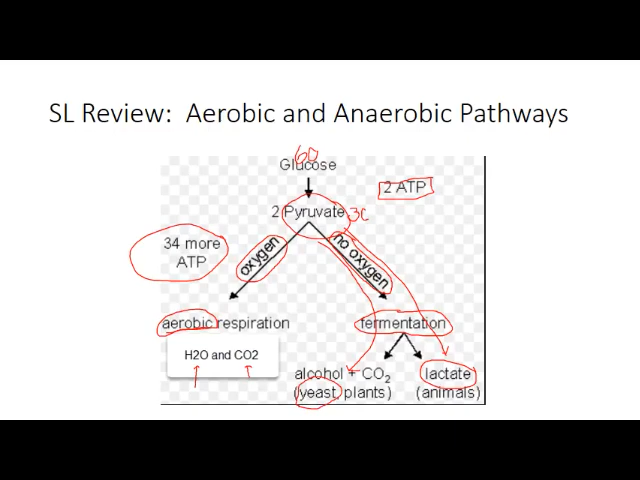 SL Review: Aerobic and Anaerobic Pathways
Glucose
2 ATP
2 Pyruvate 3C
34 more
ATP
oxygen
no oxygen
aerobic respiration
fermentation
H2O and CO2
alcohol + CO2
(yeast, plants)
lactate
(animals)